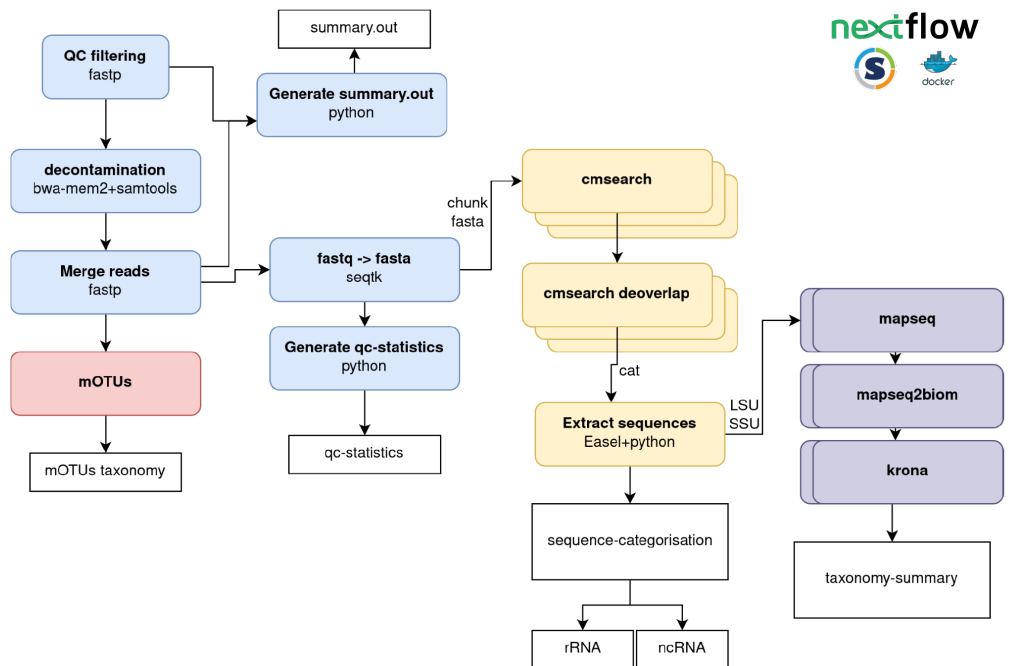 summary.out
nextflow
S
docker
QC filtering
fastp
Generate summary.out
python
decontamination
bwa-mem2+samtools
cmsearch
chunk
fasta
Merge reads
fastp
fastq -> fasta
seqtk
cmsearch deoverlap
mapseq
Generate qc-statistics
python
mOTUs
cat
mapseq2biom
LSU
SSU
Extract sequences
Easel+python
qc-statistics
mOTUs taxonomy
krona
sequence-categorisation
taxonomy-summary
rRNA
ncRNA